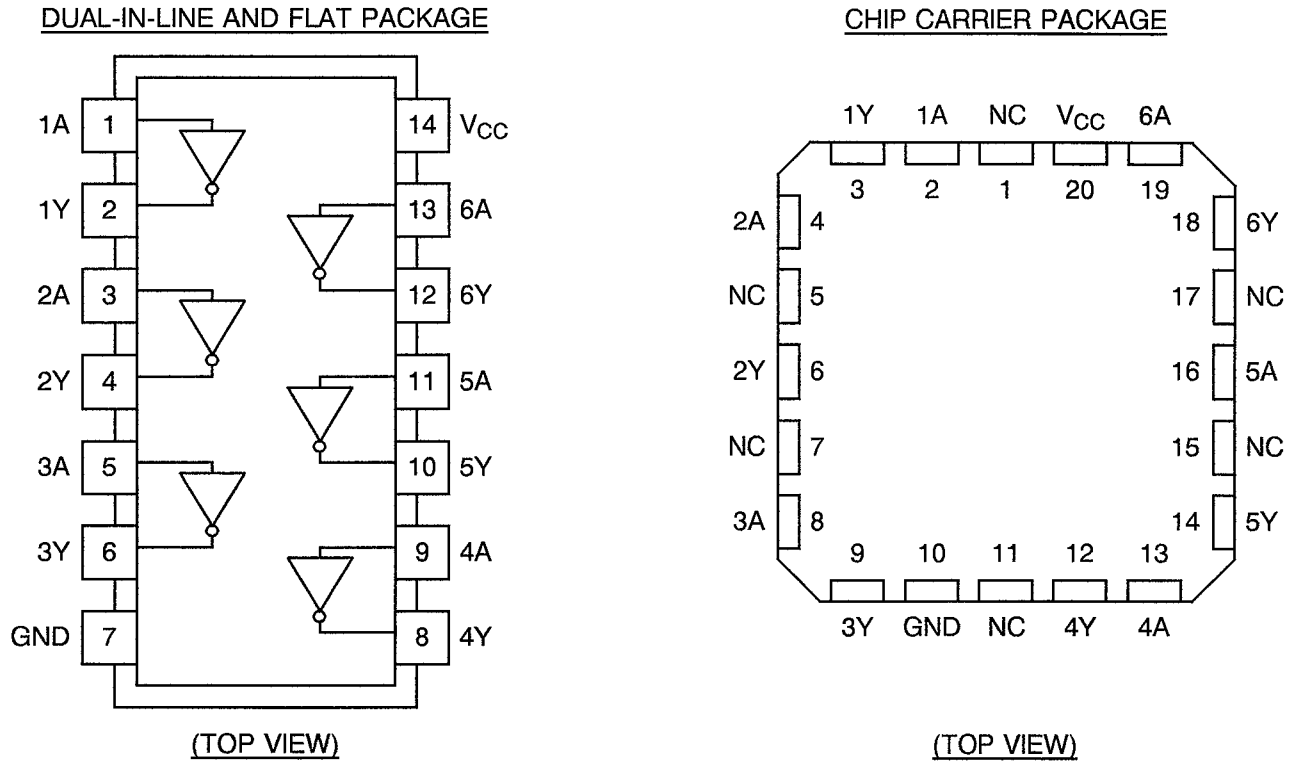 DUAL-IN-LINE AND FLAT PACKAGE
1A 1 14 VCC
1Y 2 13 6A
2A 3 12 6Y
2Y 4 11 5A
3A 5 10 5Y
3Y 6 9 4A
GND 7 8 4Y
(TOP VIEW)
CHIP CARRIER PACKAGE
1Y 1A NC VCC 6A
3 2 1 20 19
2A 4 18 6Y
NC 5 17 NC
2Y 6 16 5A
NC 7 15 NC
3A 8 14 5Y
9 10 11 12 13
3Y GND NC 4Y 4A
(TOP VIEW)